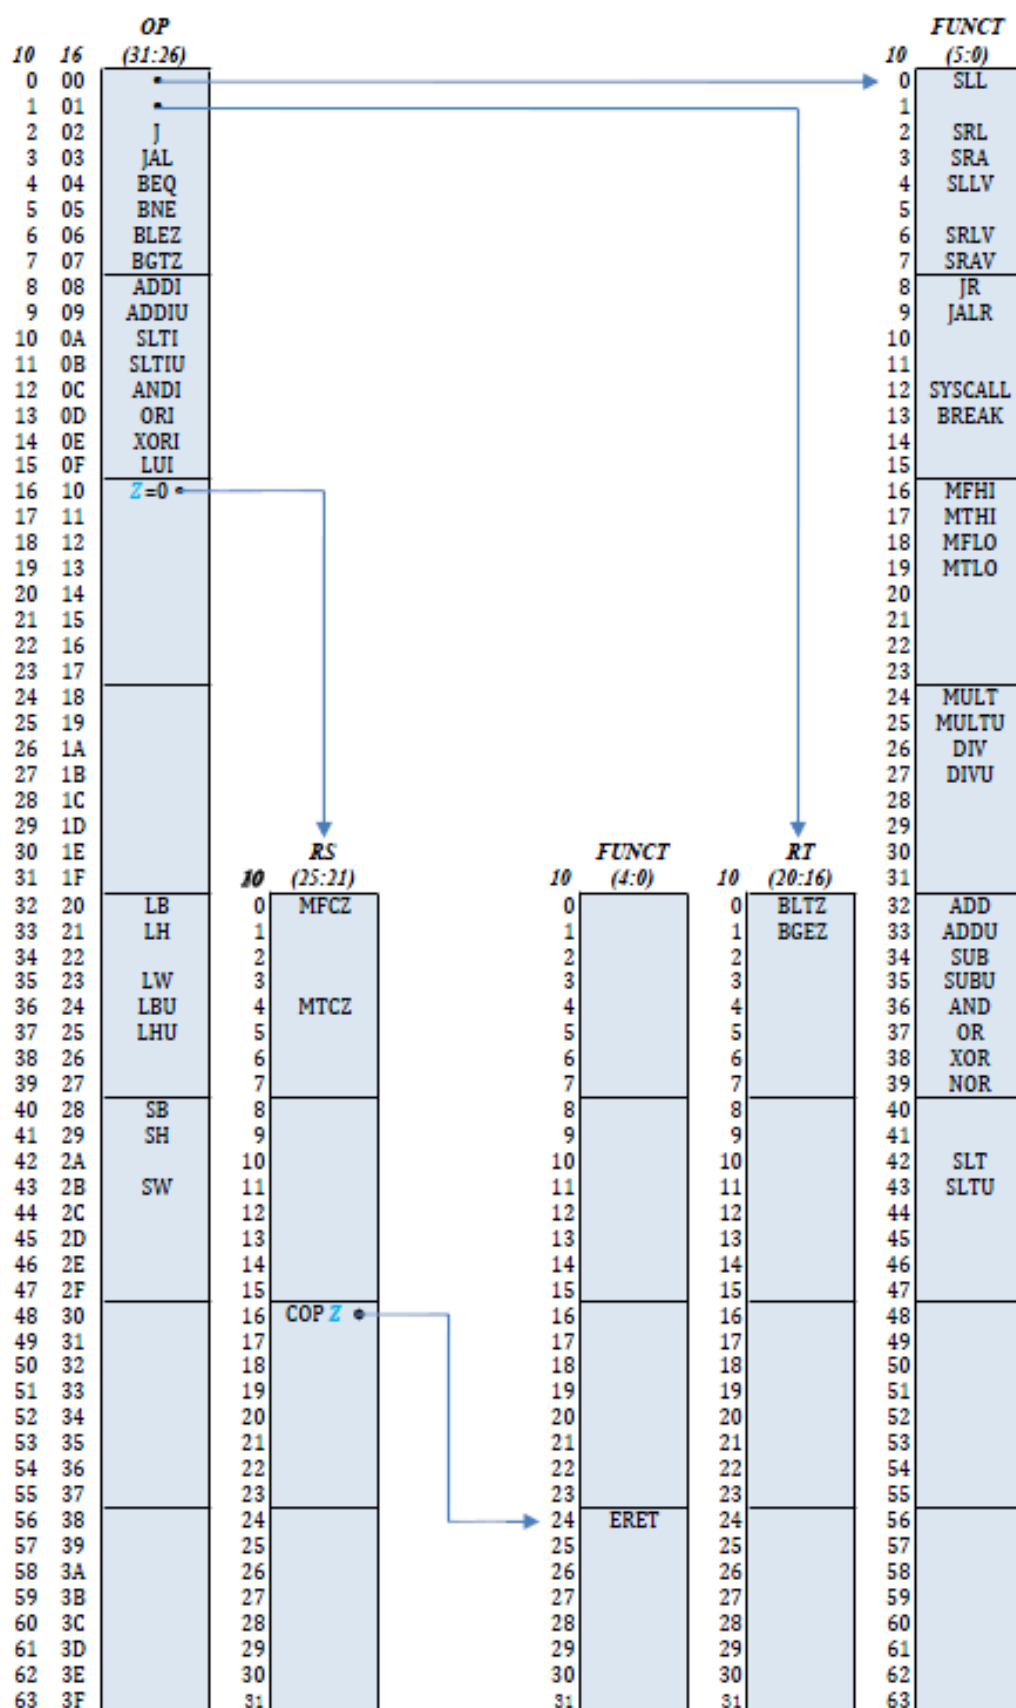 OP FUNCT
10 16 (31:26) 10 (5:0)
0 00 0 SLL
1 01 1
2 02 J 2 SRL
3 03 JAL 3 SRA
4 04 BEQ 4 SLLV
5 05 BNE 5
6 06 BLEZ 6 SRLV
7 07 BGTZ 7 SRAV
8 08 ADDI 8 JR
9 09 ADDIU 9 JALR
10 0A SLTI 10
11 0B SLTIU 11
12 0C ANDI 12 SYSCALL
13 0D ORI 13 BREAK
14 0E XORI 14
15 0F LUI 15
16 10 Z=0 16 MFHI
17 11 17 MTHI
18 12 18 MFLO
19 13 19 MTLO
20 14 20
21 15 21
22 16 22
23 17 23
24 18 24 MULT
25 19 25 MULTU
26 1A 26 DIV
27 1B 27 DIVU
28 1C 28
29 1D 29
30 1E RS FUNCT RT 30
31 1F 10 (25:21) 10 (4:0) 10 (20:16) 31
32 20 LB 0 MFCZ 0 0 BLTZ 32 ADD
33 21 LH 1 1 1 BGEZ 33 ADDU
34 22 2 2 2 34 SUB
35 23 LW 3 3 3 35 SUBU
36 24 LBU 4 MTCZ 4 4 36 AND
37 25 LHU 5 5 5 37 OR
38 26 6 6 6 38 XOR
39 27 7 7 7 39 NOR
40 28 SB 8 8 8 40
41 29 SH 9 9 9 41
42 2A 10 10 10 42 SLT
43 2B SW 11 11 11 43 SLTU
44 2C 12 12 12 44
45 2D 13 13 13 45
46 2E 14 14 14 46
47 2F 15 15 15 47
48 30 16 COP Z 16 16 48
49 31 17 17 17 49
50 32 18 18 18 50
51 33 19 19 19 51
52 34 20 20 20 52
53 35 21 21 21 53
54 36 22 22 22 54
55 37 23 23 23 55
56 38 24 24 ERET 24 56
57 39 25 25 25 57
58 3A 26 26 26 58
59 3B 27 27 27 59
60 3C 28 28 28 60
61 3D 29 29 29 61
62 3E 30 30 30 62
63 3F 31 31 31 63